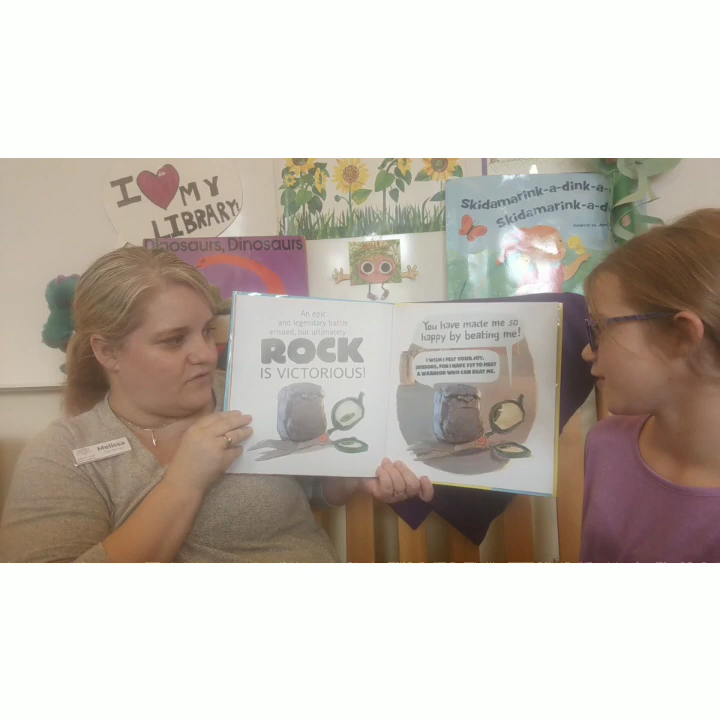 I ♥ MY
LIBRARY!
Dinosaurs, Dinosaurs
Skidamarink-a-dink-a-
Skidamarink-a-d
An epic
and legendary battle
ensued, but ultimately
ROCK
IS VICTORIOUS!
You have made me so
happy by beating me!
I WISH I FELT YOUR JOY,
FOR I HAVE YET TO MEET
A WARRIOR WHO CAN BEAT ME.
Melissa